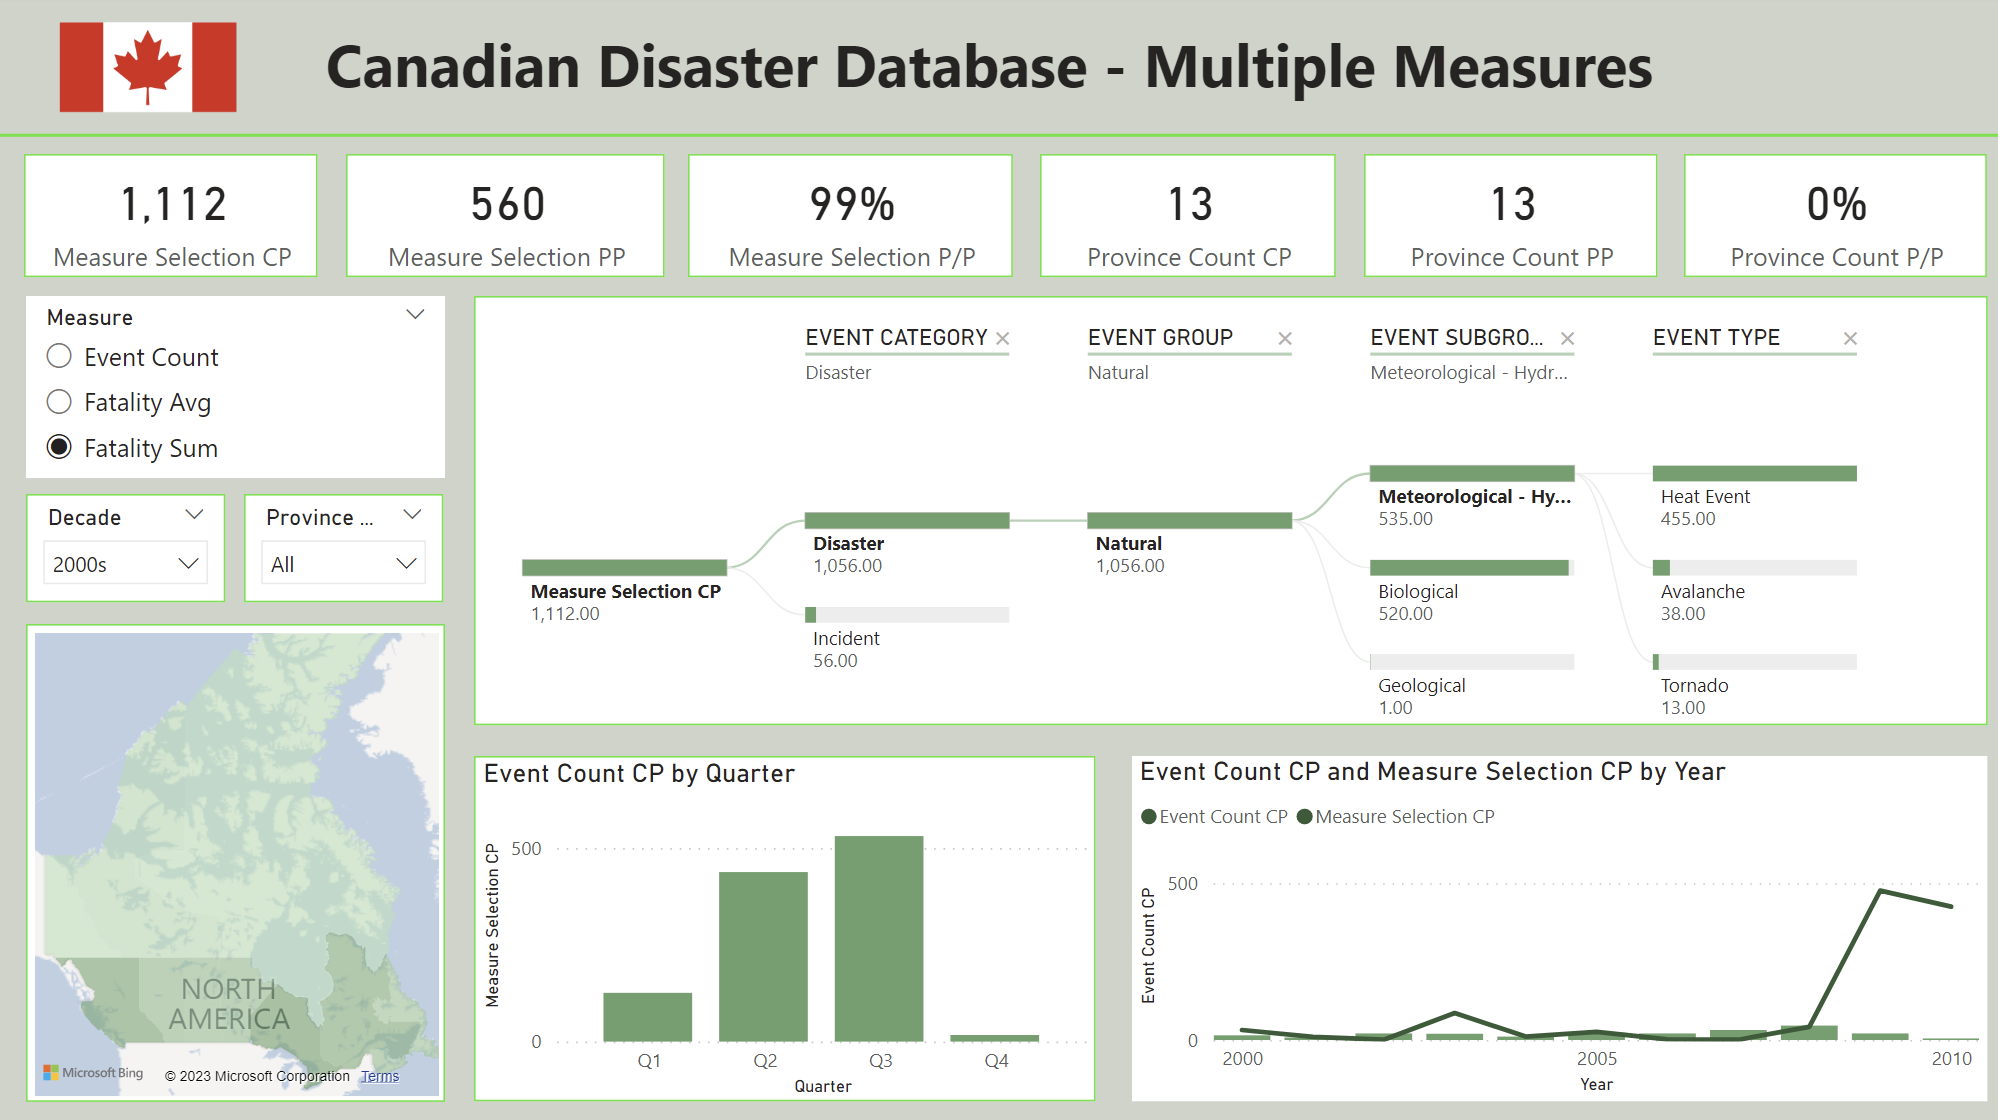 Canadian Disaster Database - Multiple Measures
1,112
Measure Selection CP
560
Measure Selection PP
99%
Measure Selection P/P
13
Province Count CP
13
Province Count PP
0%
Province Count P/P
Measure
Event Count
Fatality Avg
Fatality Sum
Decade
2000s
Province ...
All
NORTH
AMERICA
Microsoft Bing
© 2023 Microsoft Corporation Terms
EVENT CATEGORY
Disaster
EVENT GROUP
Natural
EVENT SUBGRO...
Meteorological - Hydr...
EVENT TYPE
Measure Selection CP
1,112.00
Disaster
1,056.00
Incident
56.00
Natural
1,056.00
Meteorological - Hy...
535.00
Biological
520.00
Geological
1.00
Heat Event
455.00
Avalanche
38.00
Tornado
13.00
Event Count CP by Quarter
Measure Selection CP
500
0
Q1 Q2 Q3 Q4
Quarter
Event Count CP and Measure Selection CP by Year
Event Count CP Measure Selection CP
Event Count CP
500
0
2000 2005 2010
Year